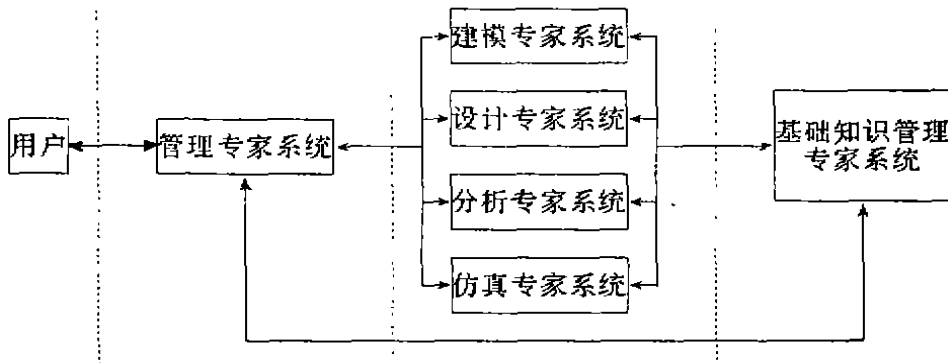 用户
管理专家系统
建模专家系统
设计专家系统
分析专家系统
仿真专家系统
基础知识管理
专家系统